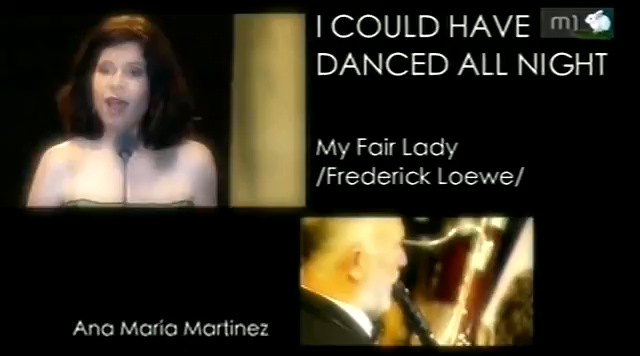 I COULD HAVE
DANCED ALL NIGHT
m1
My Fair Lady
/Frederick Loewe/
Ana María Martinez